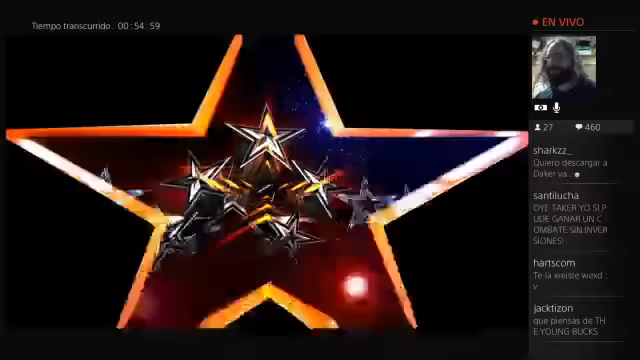 Tiempo transcurrido. 00:54:59
EN VIVO
27 460
sharkzz_
Quiero descargar a
Daker va..
santilucha
OYE TAKER YO SI P
UDE GANAR UN C
OMBATE SIN INVER
SIONES!
hartscom
Te la xreiste wexd :
v
jacktizon
que piensas de TH
E YOUNG BUCKS